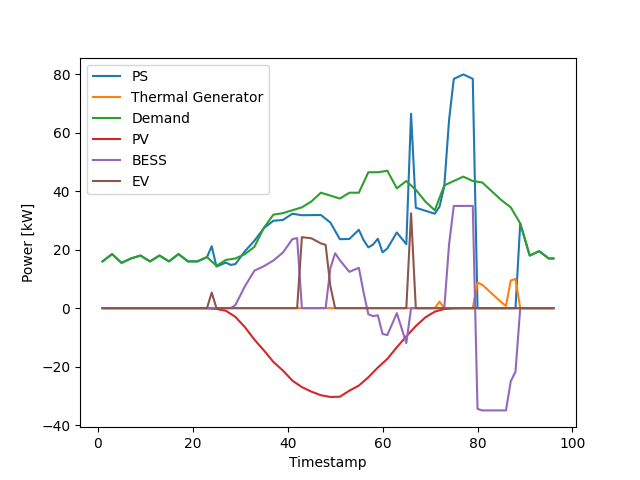 80
60
40
20
0
−20
−40
Power [kW]
PS
Thermal Generator
Demand
PV
BESS
EV
0 20 40 60 80 100
Timestamp